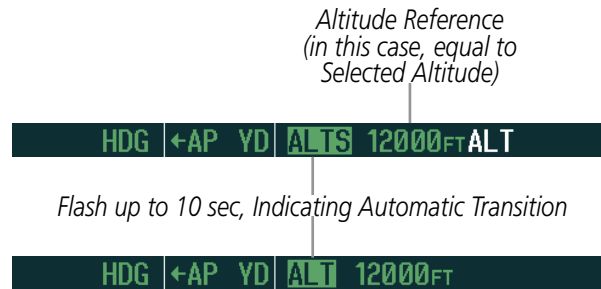 Altitude Reference
(in this case, equal to
Selected Altitude)
HDG ←AP YD ALTS 12000FT ALT
Flash up to 10 sec, Indicating Automatic Transition
HDG ←AP YD ALT 12000FT